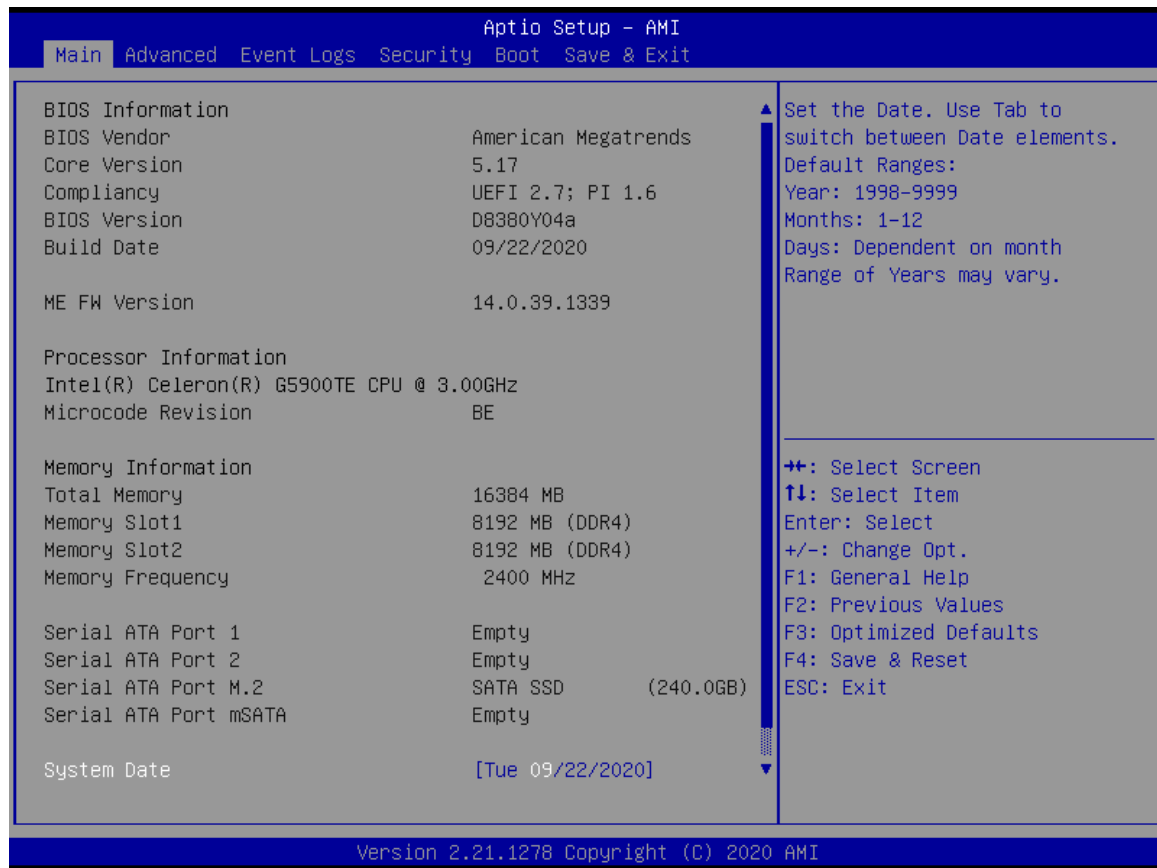 Aptio Setup – AMI
Main Advanced Event Logs Security Boot Save & Exit
BIOS Information
BIOS Vendor American Megatrends
Core Version 5.17
Compliancy UEFI 2.7; PI 1.6
BIOS Version D8380Y04a
Build Date 09/22/2020
ME FW Version 14.0.39.1339
Processor Information
Intel(R) Celeron(R) G5900TE CPU @ 3.00GHz
Microcode Revision BE
Memory Information
Total Memory 16384 MB
Memory Slot1 8192 MB (DDR4)
Memory Slot2 8192 MB (DDR4)
Memory Frequency 2400 MHz
Serial ATA Port 1 Empty
Serial ATA Port 2 Empty
Serial ATA Port M.2 SATA SSD (240.0GB)
Serial ATA Port mSATA Empty
System Date [Tue 09/22/2020]
Set the Date. Use Tab to
switch between Date elements.
Default Ranges:
Year: 1998-9999
Months: 1-12
Days: Dependent on month
Range of Years may vary.
→←: Select Screen
↑↓: Select Item
Enter: Select
+/-: Change Opt.
F1: General Help
F2: Previous Values
F3: Optimized Defaults
F4: Save & Reset
ESC: Exit
Version 2.21.1278 Copyright (C) 2020 AMI